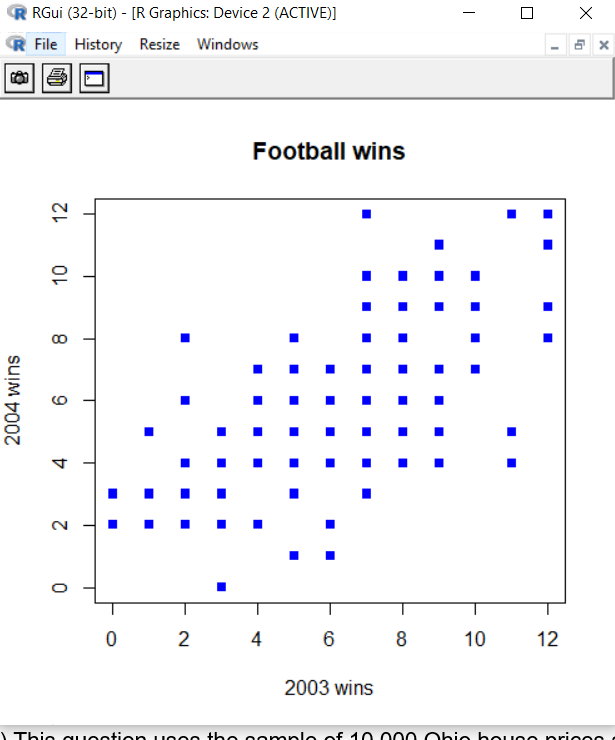 RGui (32-bit) - [R Graphics: Device 2 (ACTIVE)]
File History Resize Windows
Football wins
12
10
8
6
4
2
0
2004 wins
0 2 4 6 8 10 12
2003 wins
) This question uses the sample of 10,000 Ohio house prices